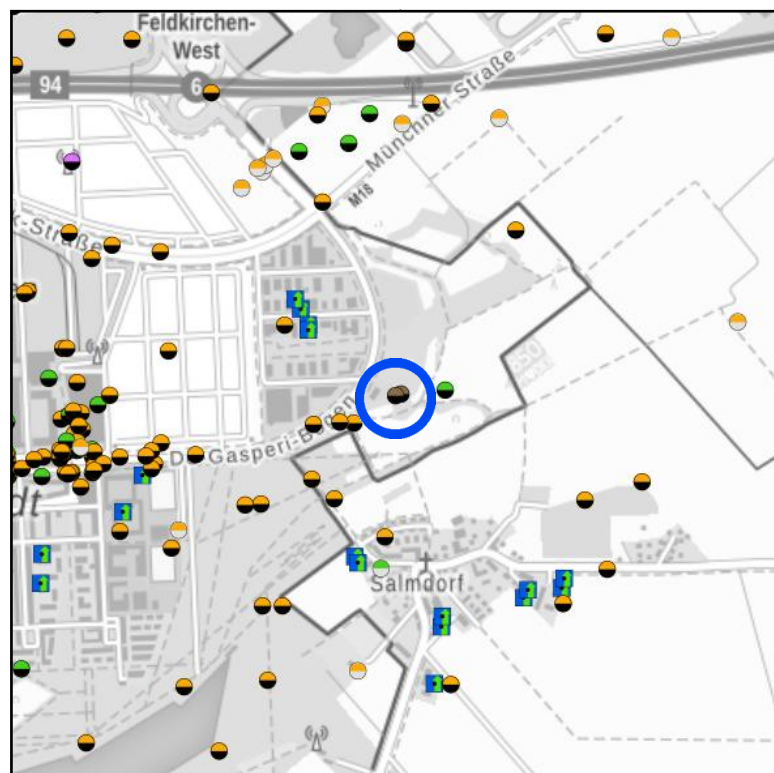 Feldkirchen-
West
94
6
Münchner Straße
M18
k-Straße
De-Gasperi-Bogen
dt
Salmdorf